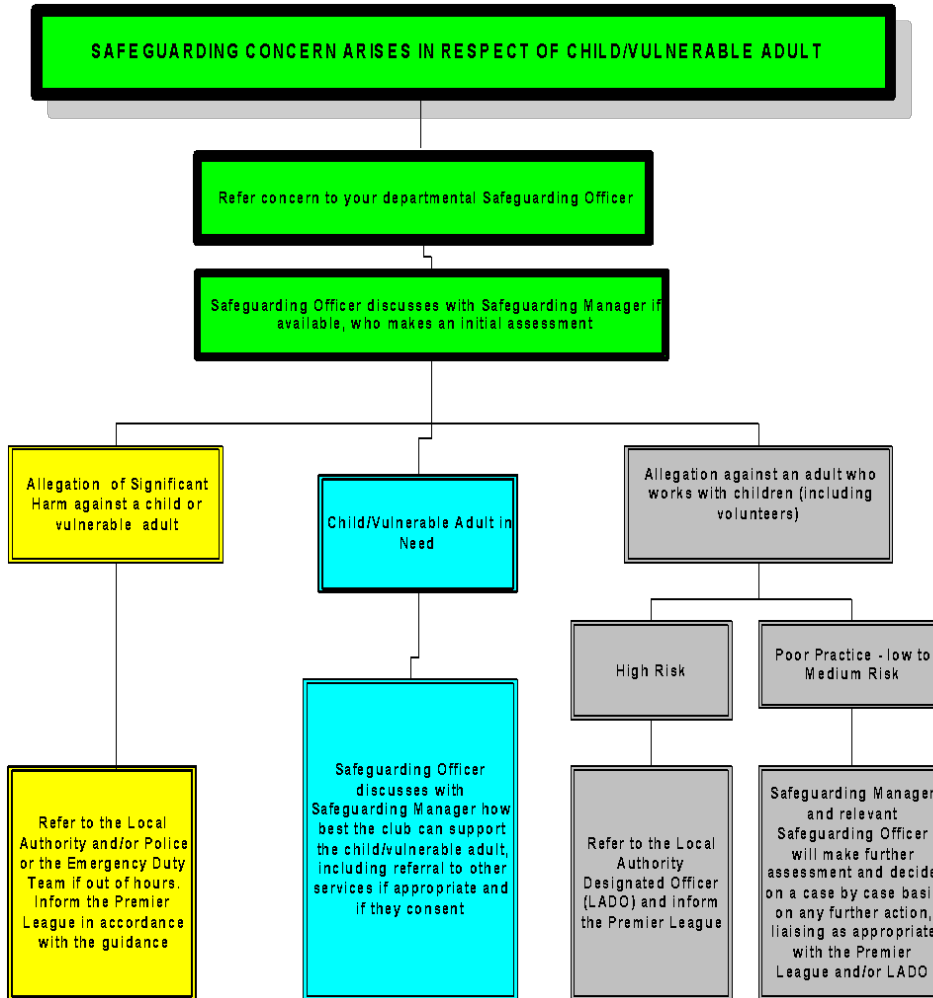 SAFEGUARDING CONCERN ARISES IN RESPECT OF CHILD/VULNERABLE ADULT
Refer concern to your departmental Safeguarding Officer
Safeguarding Officer discusses with Safeguarding Manager if
available, who makes an initial assessment
Allegation of Significant
Harm against a child or
vulnerable adult
Child/Vulnerable Adult in
Need
Allegation against an adult who
works with children (including
volunteers)
High Risk
Poor Practice - low to
Medium Risk
Refer to the Local
Authority and/or Police
or the Emergency Duty
Team if out of hours.
Inform the Premier
League in accordance
with the guidance
Safeguarding Officer
discusses with
Safeguarding Manager how
best the club can support
the child/vulnerable adult,
including referral to other
services if appropriate and
if they consent
Refer to the Local
Authority
Designated Officer
(LADO) and inform
the Premier League
Safeguarding Manager
and relevant
Safeguarding Officer
will make further
assessment and decide
on a case by case basis
on any further action,
liaising as appropriate
with the Premier
League and/or LADO